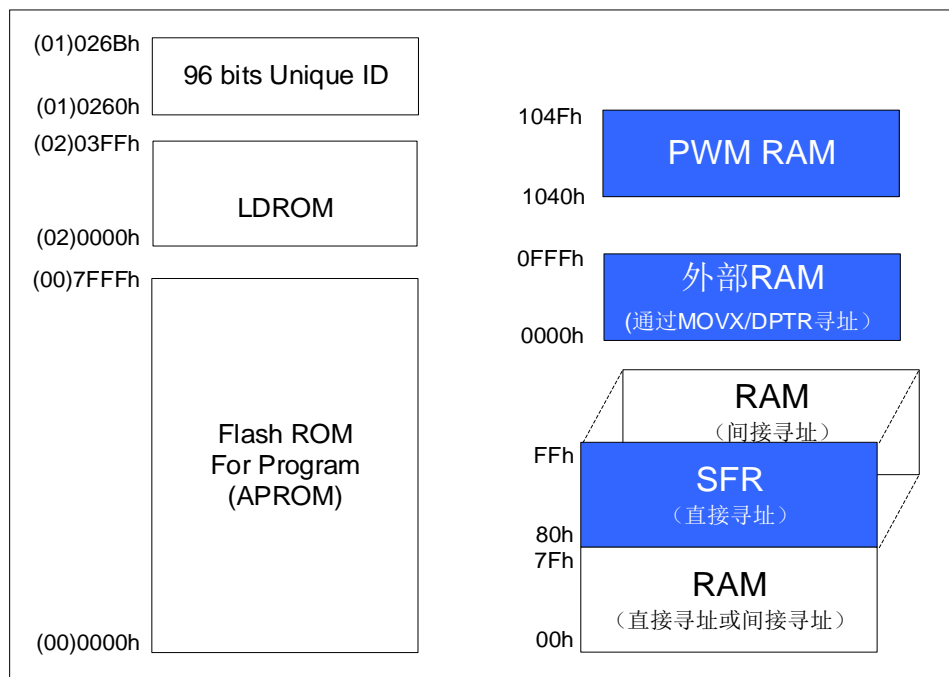 (01)026Bh
96 bits Unique ID
(01)0260h
(02)03FFh
LDROM
(02)0000h
(00)7FFFh
Flash ROM
For Program
(APROM)
(00)0000h
104Fh
PWM RAM
1040h
0FFFh
外部RAM
(通过MOVX/DPTR寻址）
0000h
RAM
（间接寻址）
FFh
SFR
（直接寻址）
80h
7Fh
RAM
（直接寻址或间接寻址）
00h